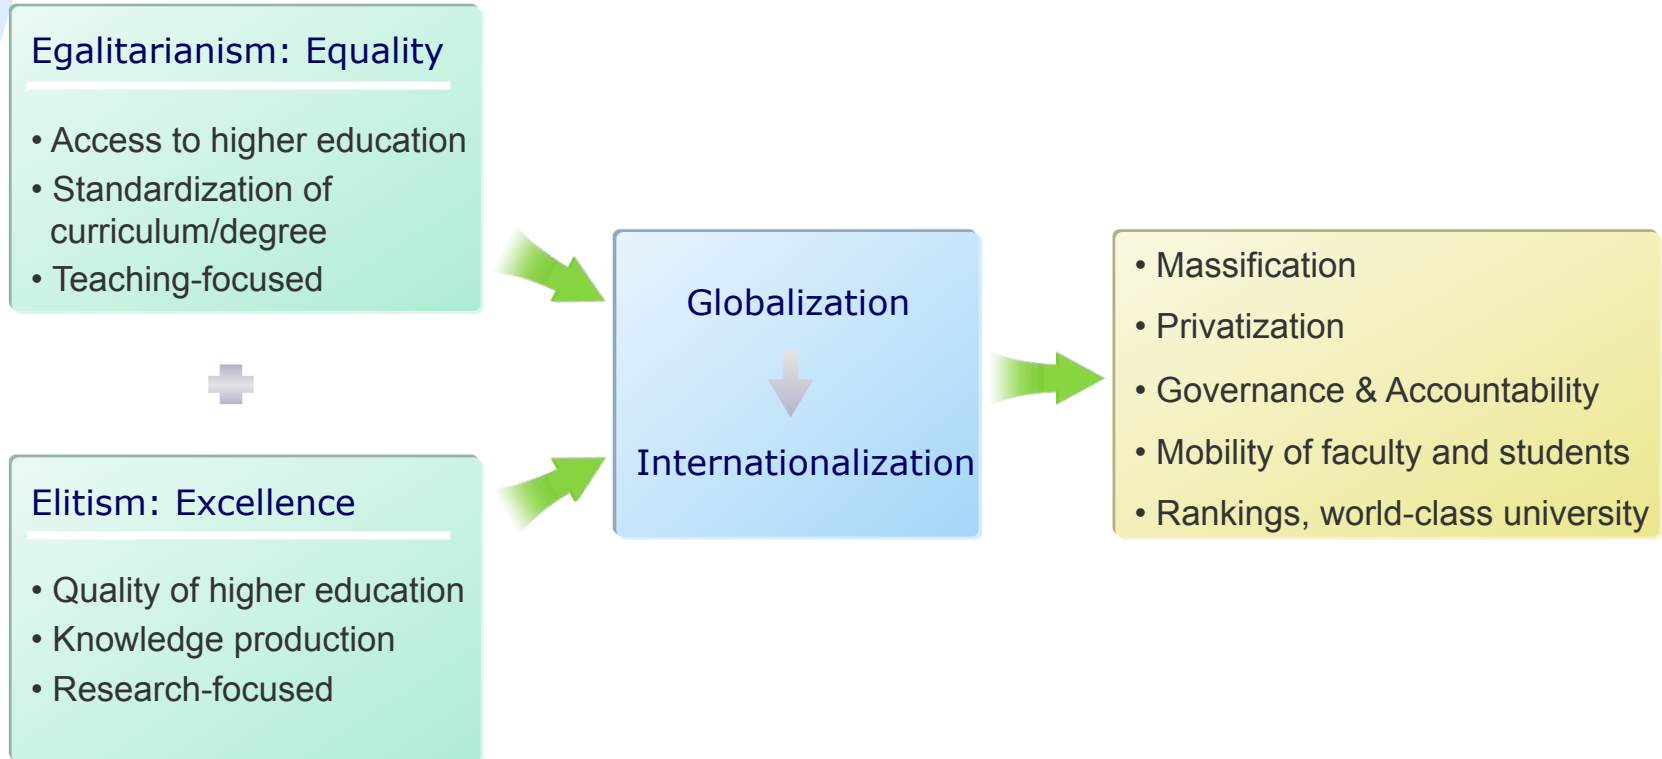 Egalitarianism: Equality
• Access to higher education
• Standardization of
curriculum/degree
• Teaching-focused
Elitism: Excellence
• Quality of higher education
• Knowledge production
• Research-focused
Globalization
Internationalization
• Massification
• Privatization
• Governance & Accountability
• Mobility of faculty and students
• Rankings, world-class university